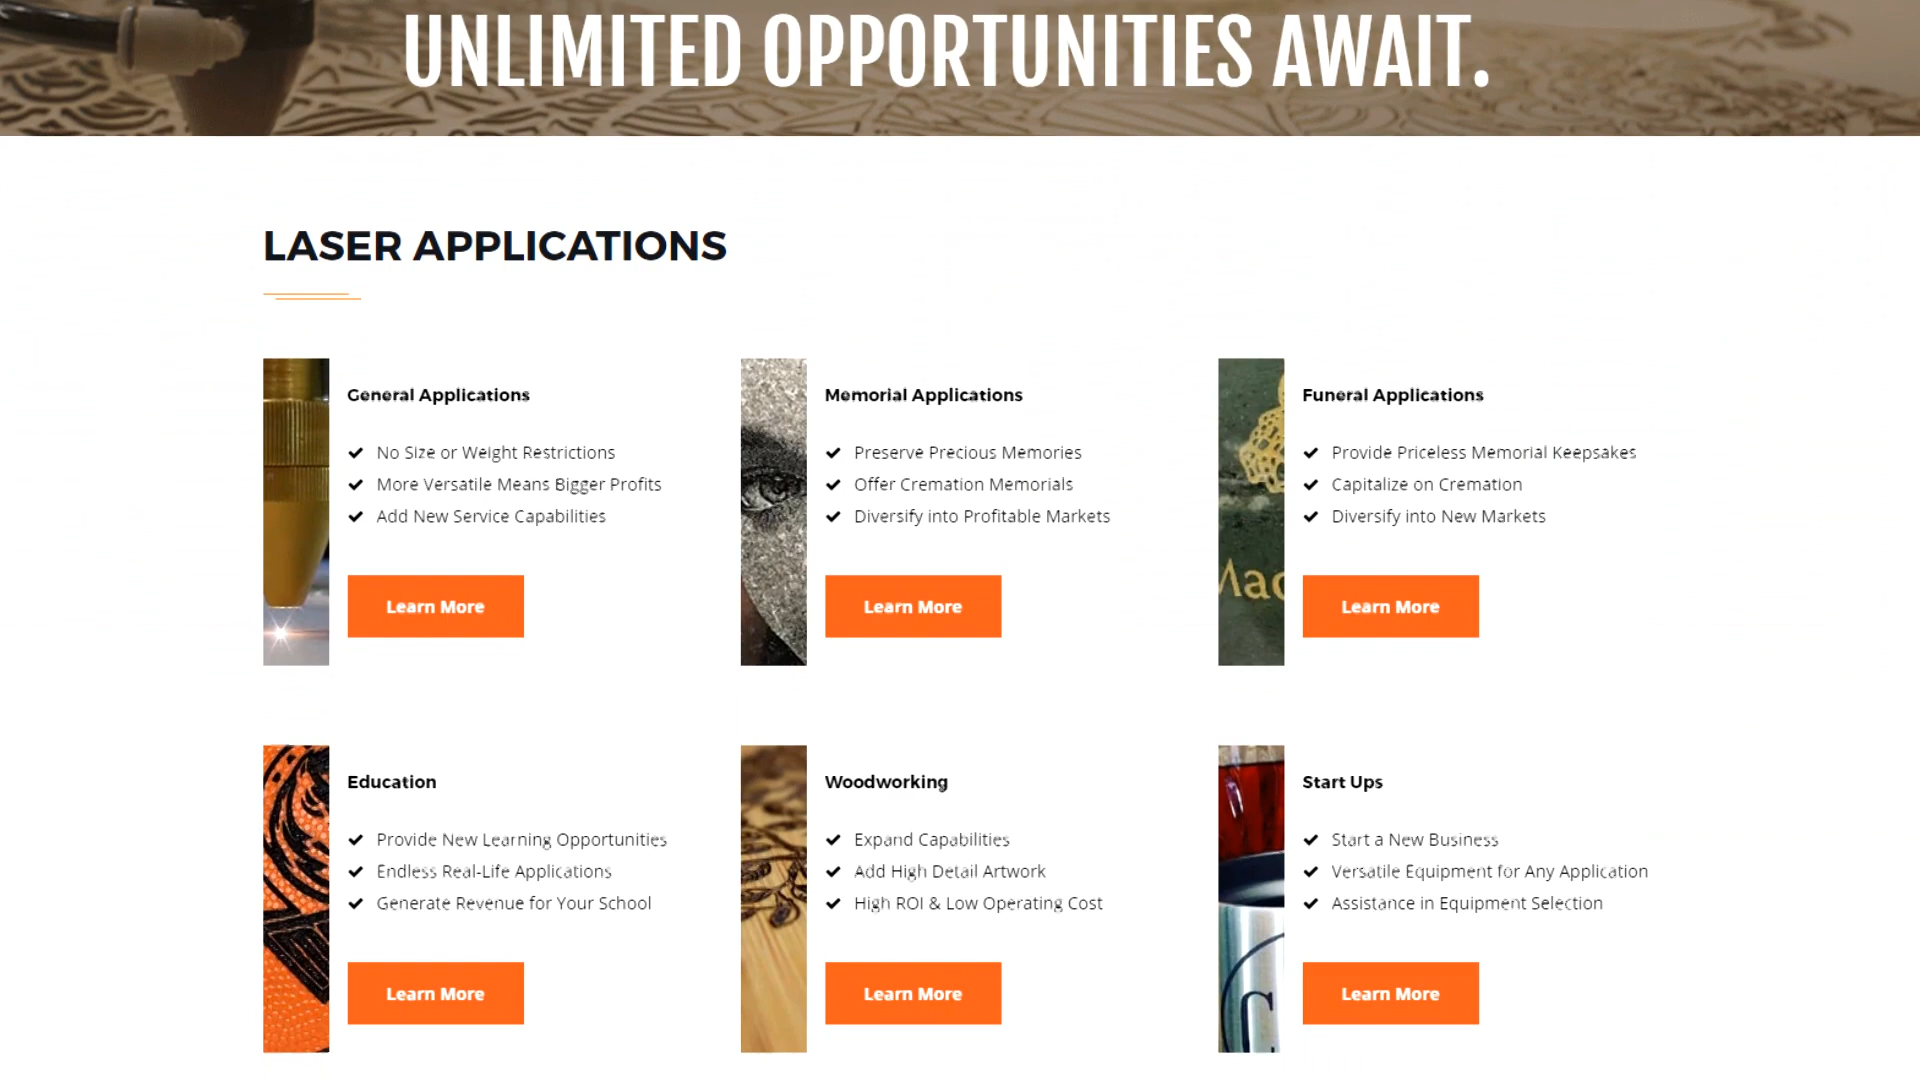 UNLIMITED OPPORTUNITIES AWAIT.
LASER APPLICATIONS
General Applications
No Size or Weight Restrictions
More Versatile Means Bigger Profits
Add New Service Capabilities
Learn More
Memorial Applications
Preserve Precious Memories
Offer Cremation Memorials
Diversify into Profitable Markets
Learn More
Mac
Funeral Applications
Provide Priceless Memorial Keepsakes
Capitalize on Cremation
Diversify into New Markets
Learn More
Education
Provide New Learning Opportunities
Endless Real-Life Applications
Generate Revenue for Your School
Learn More
Woodworking
Expand Capabilities
Add High Detail Artwork
High ROI & Low Operating Cost
Learn More
Start Ups
Start a New Business
Versatile Equipment for Any Application
Assistance in Equipment Selection
Learn More